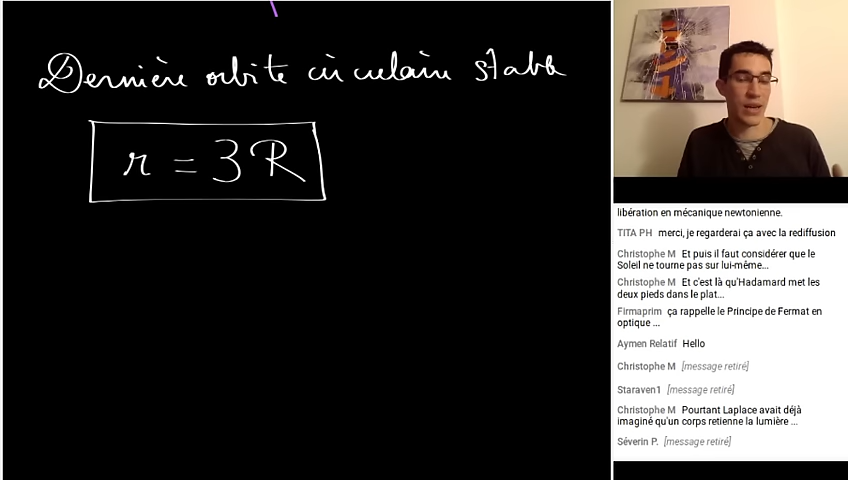 Dernière orbite circulaire stable
r = 3R
libération en mécanique newtonienne.
TITA PH merci, je regarderai ça avec la rediffusion
Christophe M Et puis il faut considérer que le
Soleil ne tourne pas sur lui-même...
Christophe M Et c'est là qu'Hadamard met les
deux pieds dans le plat...
Firmaprim ça rappelle le Principe de Fermat en
optique ...
Aymen Relatif Hello
Christophe M [message retiré]
Staraven1 [message retiré]
Christophe M Pourtant Laplace avait déjà
imaginé qu'un corps retienne la lumière ...
Séverin P. [message retiré]